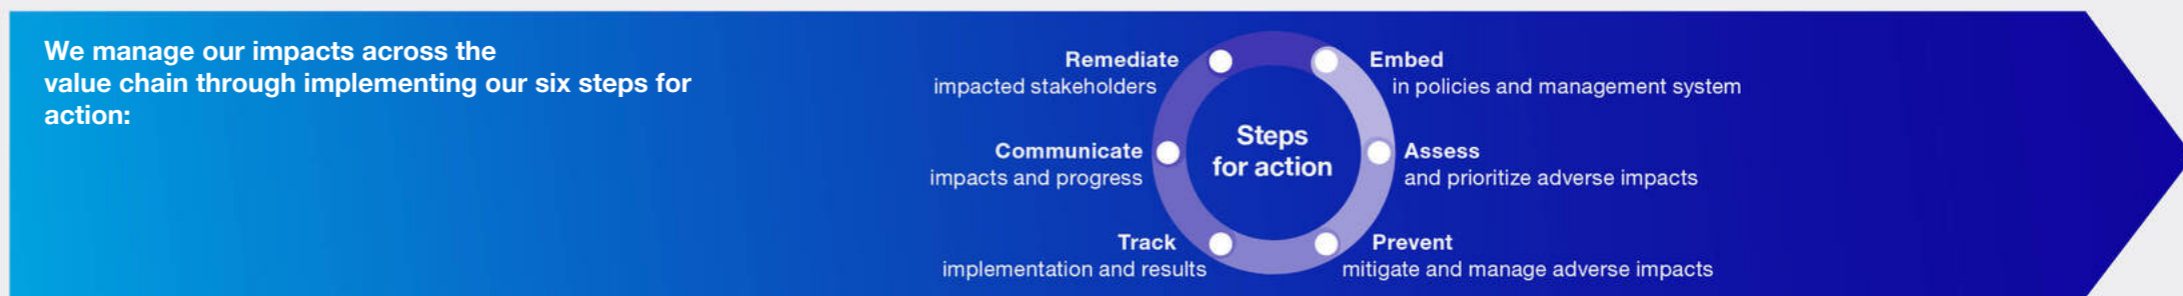 We manage our impacts across the
value chain through implementing our six steps for
action:
Steps
for action
Embed
in policies and management system
Assess
and prioritize adverse impacts
Prevent
mitigate and manage adverse impacts
Track
implementation and results
Communicate
impacts and progress
Remediate
impacted stakeholders